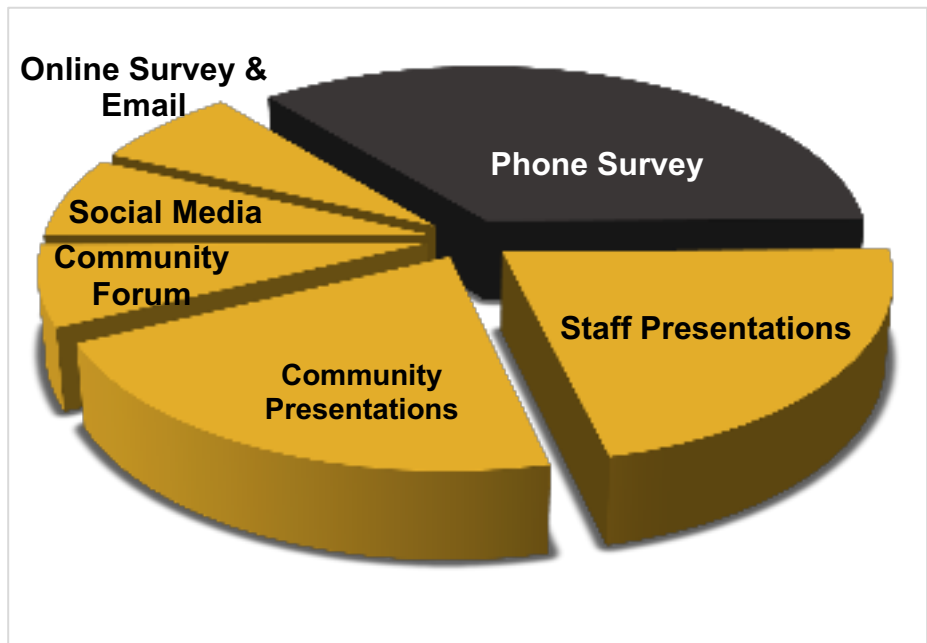 Online Survey &
Email
Phone Survey
Social Media
Community
Forum
Staff Presentations
Community
Presentations